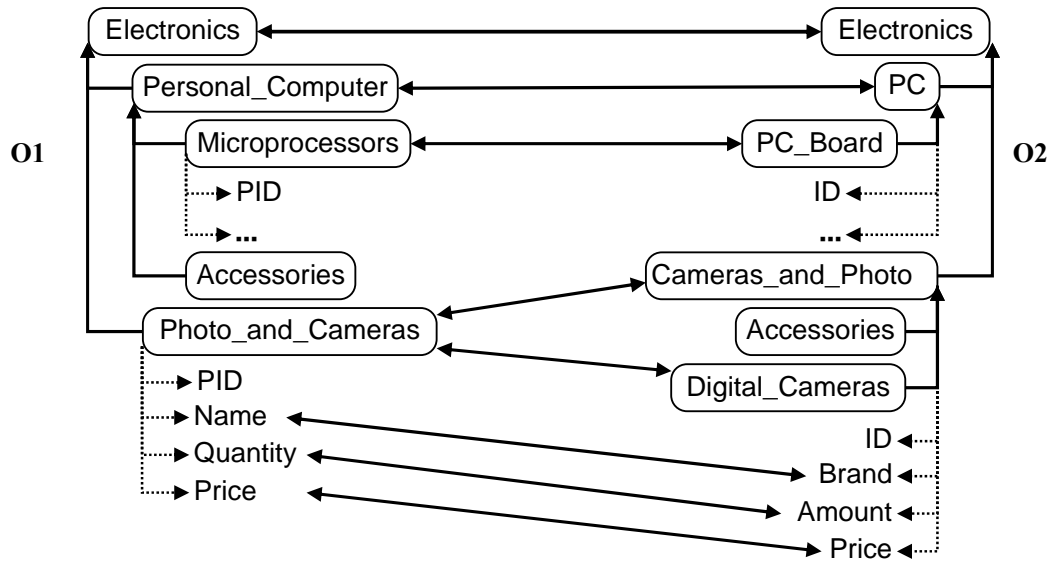 Electronics Electronics
Personal_Computer PC
Microprocessors PC_Board
O1 O2
PID ID
... ...
Accessories Cameras_and_Photo
Photo_and_Cameras Accessories
PID Digital_Cameras
Name
Quantity ID
Brand
Price
Amount
Price